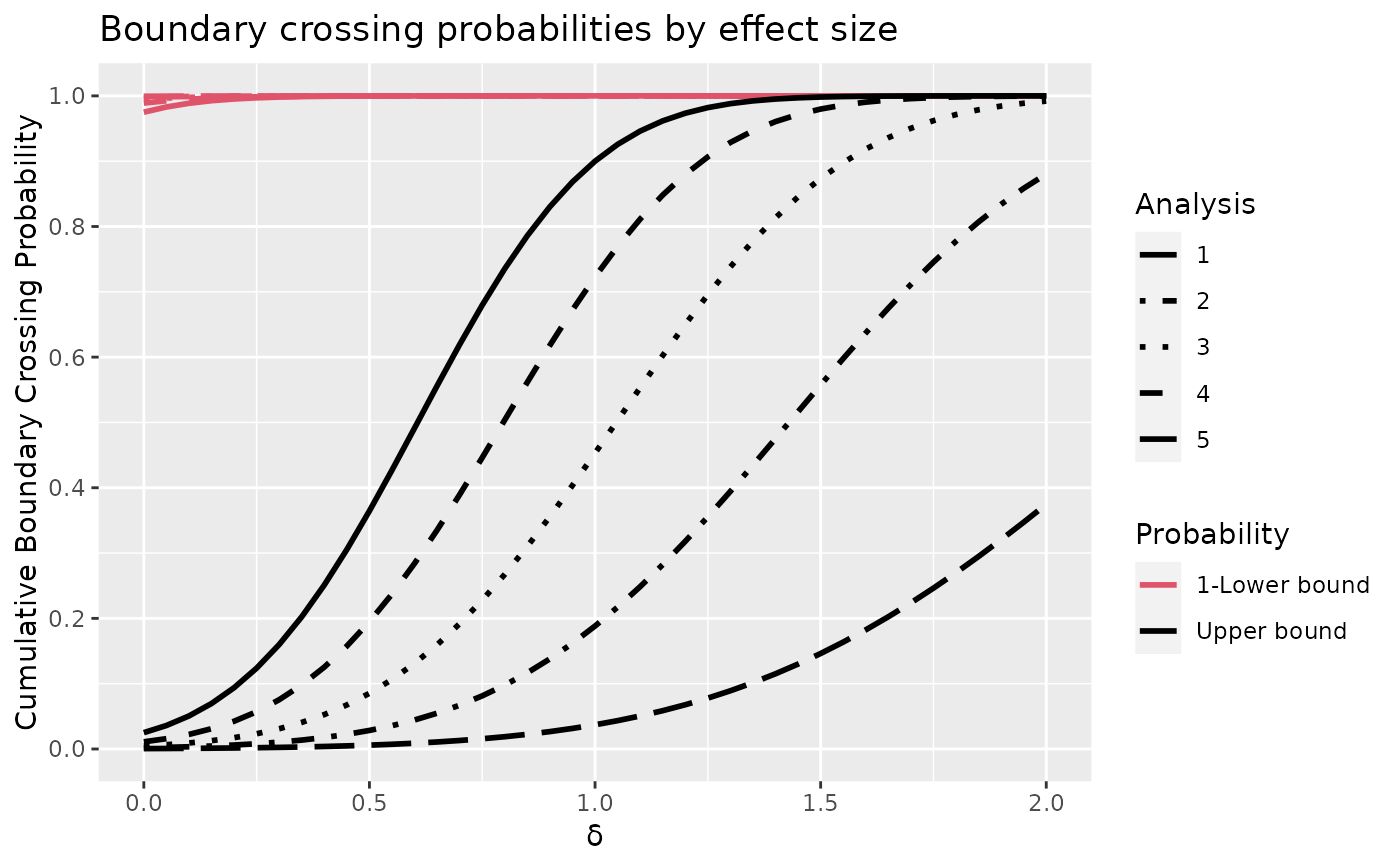 Boundary crossing probabilities by effect size
Cumulative Boundary Crossing Probability
1.0
0.8
0.6
0.4
0.2
0.0
0.0
0.5
1.0
1.5
2.0
δ
Analysis
1
2
3
4
5
Probability
1-Lower bound
Upper bound